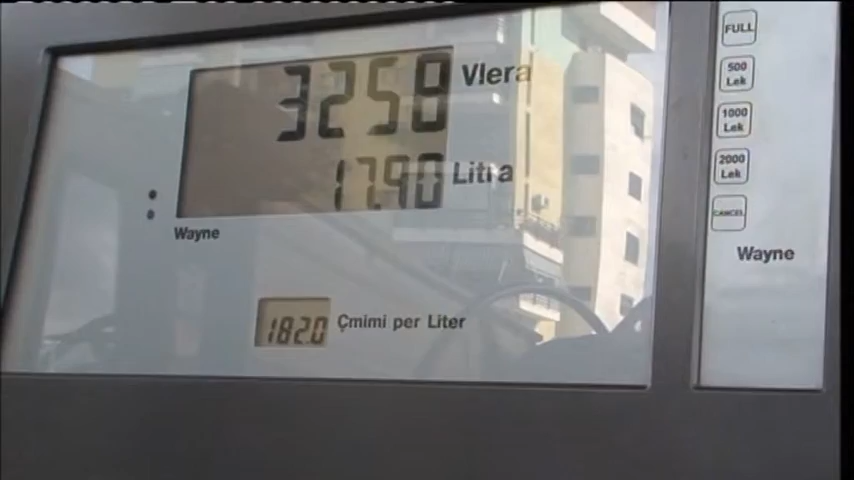 3258 Vlera
17.90 Litra
Wayne
182.0 Çmimi per Liter
FULL
500
Lek
1000
Lek
2000
Lek
CANCEL
Wayne